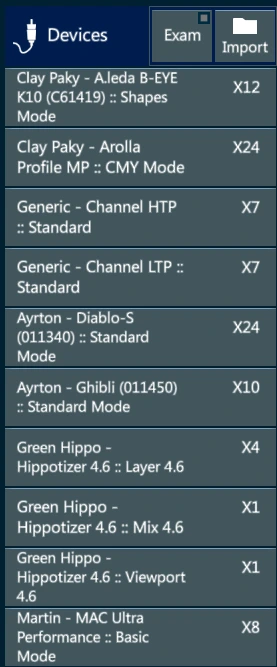 Devices
Exam
Import
Clay Paky - A.leda B-EYE
K10 (C61419) :: Shapes
Mode
X12
Clay Paky - Arolla
Profile MP :: CMY Mode
X24
Generic - Channel HTP
:: Standard
X7
Generic - Channel LTP ::
Standard
X7
Ayrton - Diablo-S
(011340) :: Standard
Mode
X24
Ayrton - Ghibli (011450)
:: Standard Mode
X10
Green Hippo -
Hippotizer 4.6 :: Layer 4.6
X4
Green Hippo -
Hippotizer 4.6 :: Mix 4.6
X1
Green Hippo -
Hippotizer 4.6 :: Viewport
4.6
X1
Martin - MAC Ultra
Performance :: Basic
Mode
X8